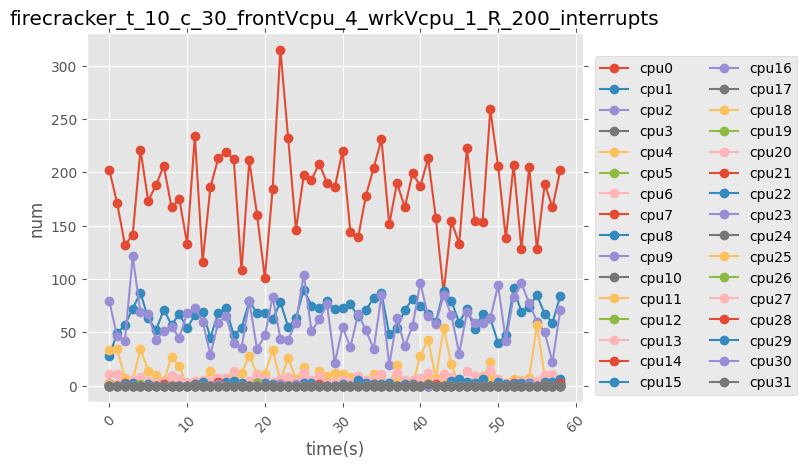 firecracker_t_10_c_30_frontVcpu_4_wrkVcpu_1_R_200_interrupts
300
250
200
150
100
50
0
num
0 10 20 30 40 50 60
time(s)
cpu0 cpu16
cpu1 cpu17
cpu2 cpu18
cpu3 cpu19
cpu4 cpu20
cpu5 cpu21
cpu6 cpu22
cpu7 cpu23
cpu8 cpu24
cpu9 cpu25
cpu10 cpu26
cpu11 cpu27
cpu12 cpu28
cpu13 cpu29
cpu14 cpu30
cpu15 cpu31